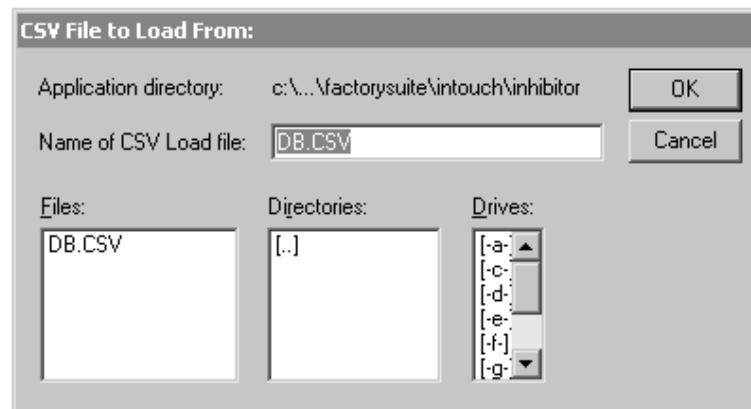 CSV File to Load From:
Application directory: c:\...\factorysuite\intouch\inhibitor OK
Name of CSV Load file: DB.CSV Cancel
Files: Directories: Drives:
DB.CSV [..] [-a-]
[-c-]
[-d-]
[-e-]
[-f-]
[-g-]